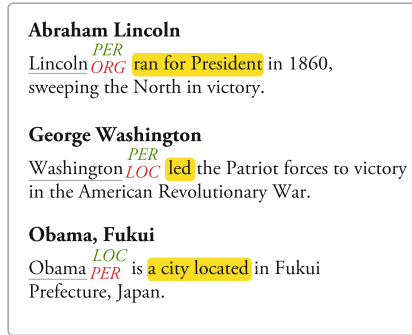 Abraham Lincoln
PER
Lincoln ORG ran for President in 1860,
sweeping the North in victory.
George Washington
PER
Washington LOC led the Patriot forces to victory
in the American Revolutionary War.
Obama, Fukui
LOC
Obama PER is a city located in Fukui
Prefecture, Japan.